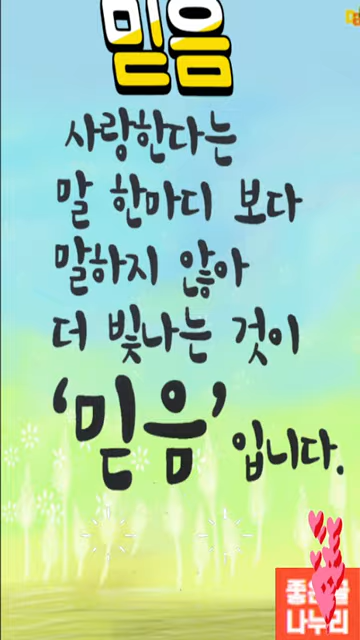 믿음
사랑한다는
말 한마디 보다
말하지 않아
더 빛나는 것이
'믿음' 입니다.
좋은글
나누리